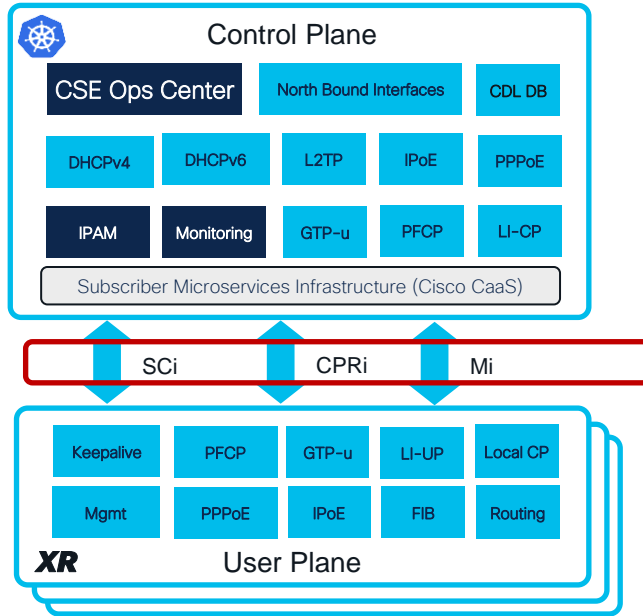 Control Plane
CSE Ops Center
North Bound Interfaces
CDL DB
DHCPv4
DHCPv6
L2TP
IPoE
PPPoE
IPAM
Monitoring
GTP-u
PFCP
LI-CP
Subscriber Microservices Infrastructure (Cisco CaaS)
SCi
CPRi
Mi
Keepalive
PFCP
GTP-u
LI-UP
Local CP
Mgmt
PPPoE
IPoE
FIB
Routing
XR
User Plane